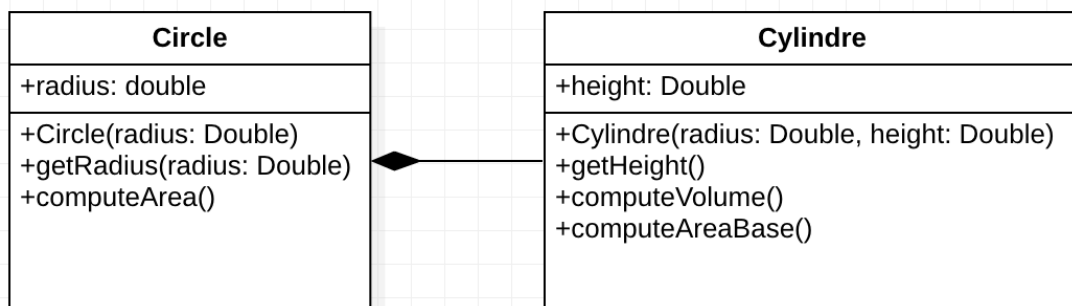 Circle
+radius: double
+Circle(radius: Double)
+getRadius(radius: Double)
+computeArea()
Cylindre
+height: Double
+Cylindre(radius: Double, height: Double)
+getHeight()
+computeVolume()
+computeAreaBase()